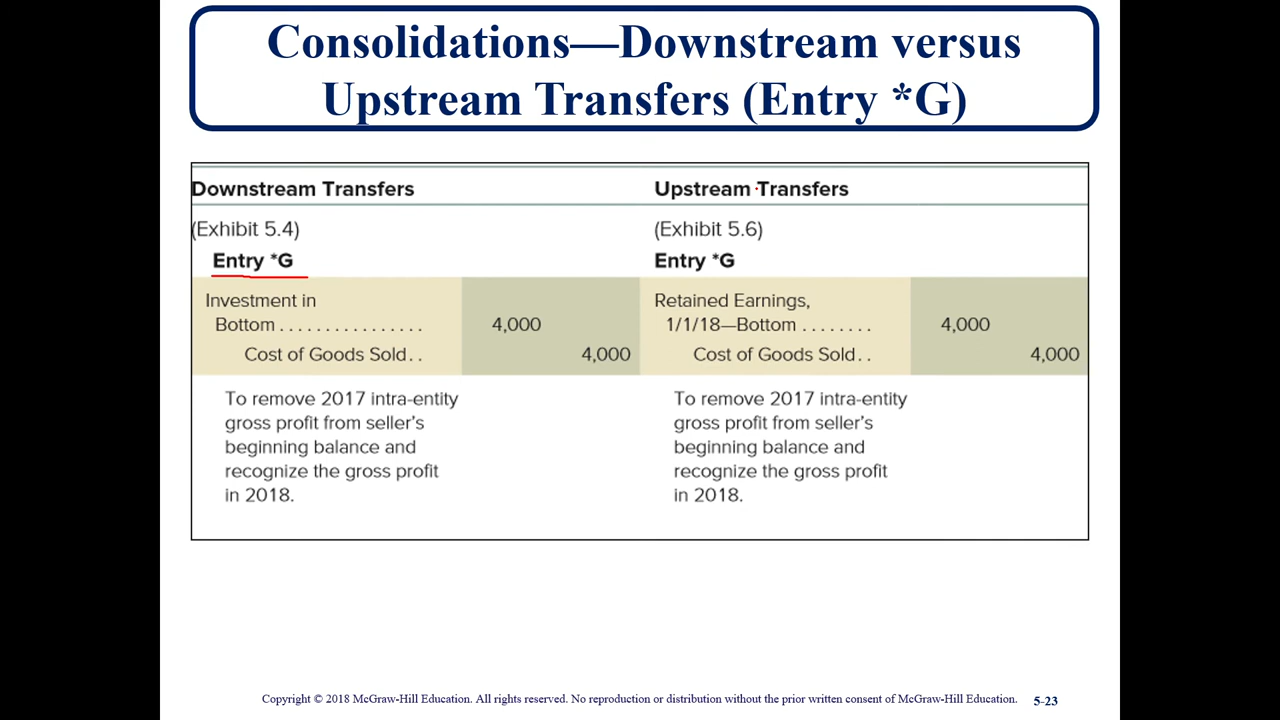 Consolidations—Downstream versus
Upstream Transfers (Entry *G)
Downstream Transfers
(Exhibit 5.4)
Entry *G
Investment in
Bottom . . . . . . . . . . . . . . . . 4,000
Cost of Goods Sold. . 4,000
To remove 2017 intra-entity
gross profit from seller’s
beginning balance and
recognize the gross profit
in 2018.
Upstream Transfers
(Exhibit 5.6)
Entry *G
Retained Earnings,
1/1/18—Bottom . . . . . . . . 4,000
Cost of Goods Sold. . 4,000
To remove 2017 intra-entity
gross profit from seller’s
beginning balance and
recognize the gross profit
in 2018.
Copyright © 2018 McGraw-Hill Education. All rights reserved. No reproduction or distribution without the prior written consent of McGraw-Hill Education. 5-23